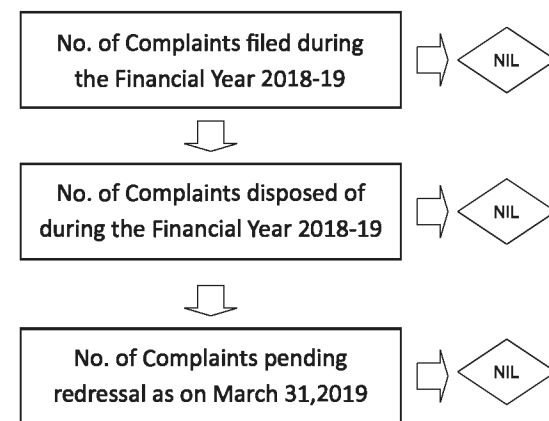 No. of Complaints filed during
the Financial Year 2018-19
NIL
No. of Complaints disposed of
during the Financial Year 2018-19
NIL
No. of Complaints pending
redressal as on March 31,2019
NIL